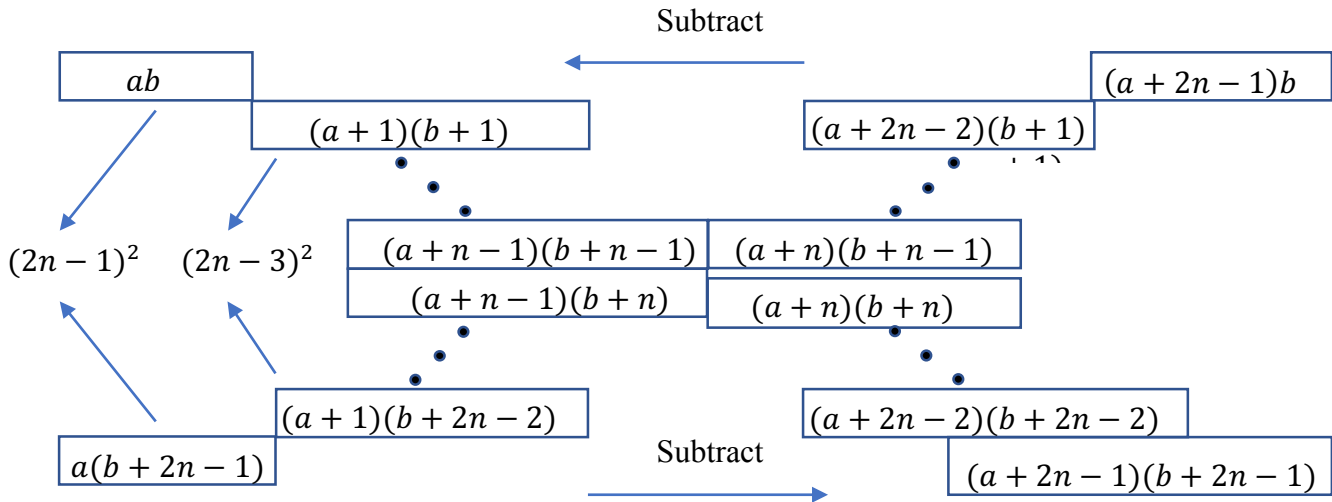 Subtract
ab
(a + 2n − 1)b
(a + 1)(b + 1)
(a + 2n − 2)(b + 1)
(2n − 1)²
(2n − 3)²
(a + n − 1)(b + n − 1)
(a + n)(b + n − 1)
(a + n − 1)(b + n)
(a + n)(b + n)
(a + 1)(b + 2n − 2)
(a + 2n − 2)(b + 2n − 2)
a(b + 2n − 1)
Subtract
(a + 2n − 1)(b + 2n − 1)